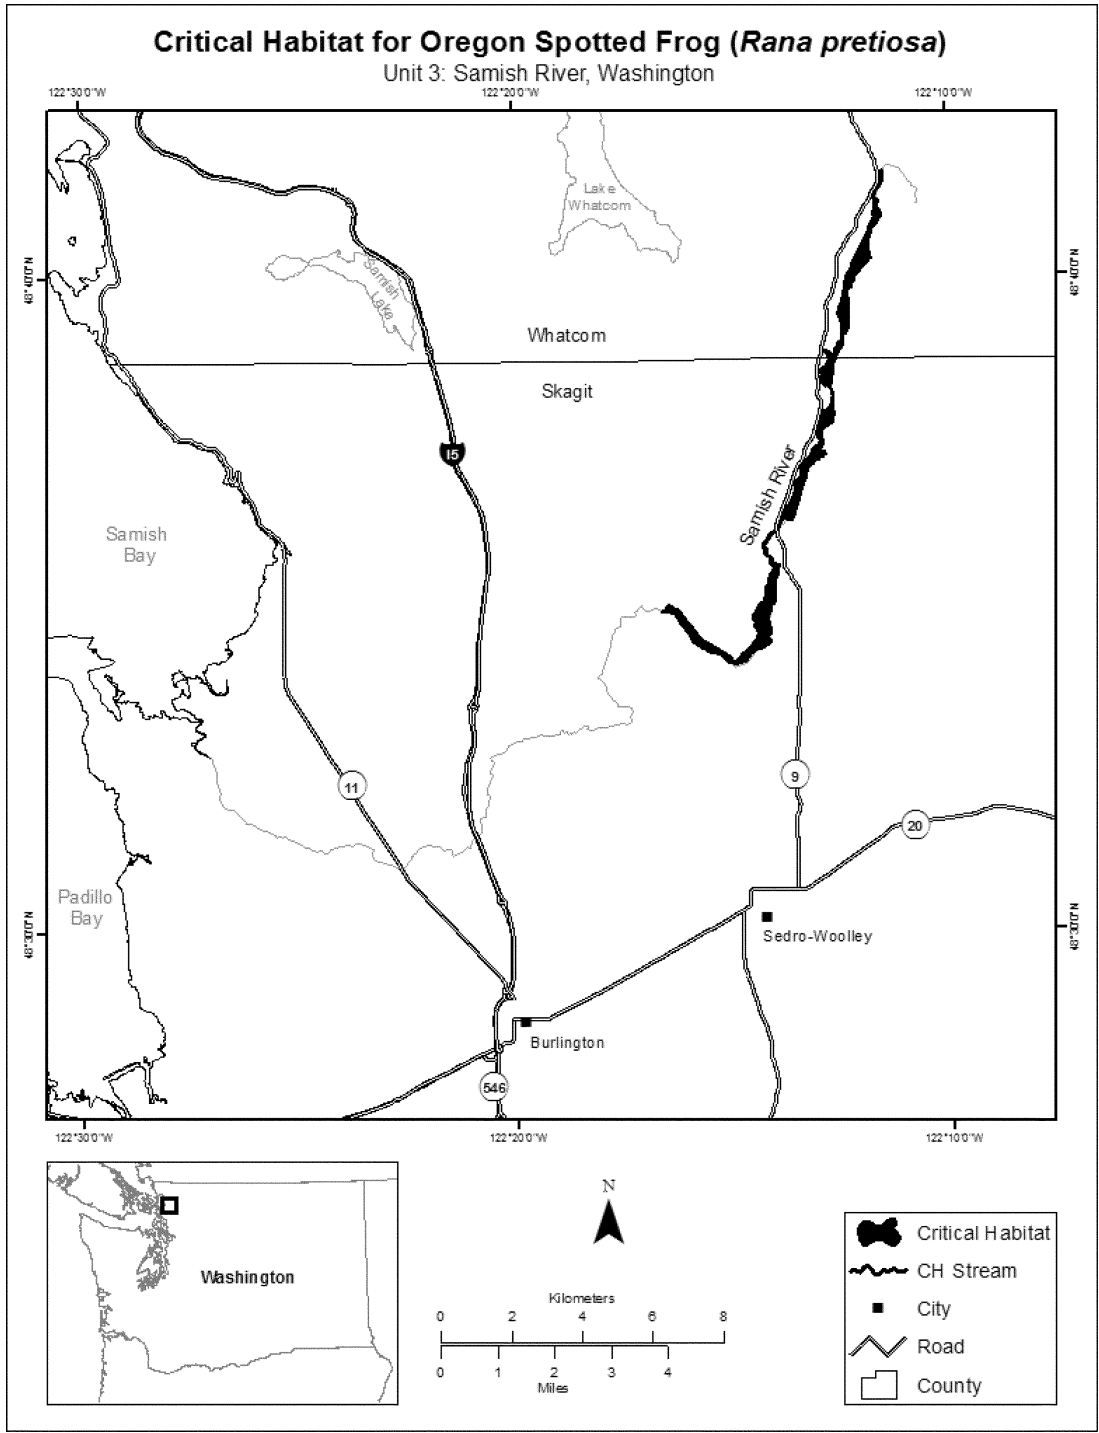 Critical Habitat for Oregon Spotted Frog (Rana pretiosa)
Unit 3: Samish River, Washington
122°30'0"W
122°20'0"W
122°10'0"W
Lake
Whatcom
48°40'0"N
48°40'0"N
Samish
Lake
Whatcom
Skagit
I5
Samish River
Samish
Bay
11
9
20
Padillo
Bay
48°30'0"N
48°30'0"N
Sedro-Woolley
Burlington
546
122°30'0"W
122°20'0"W
122°10'0"W
Washington
N
Kilometers
0 2 4 6 8
0 1 2 3 4
Miles
Critical Habitat
CH Stream
City
Road
County